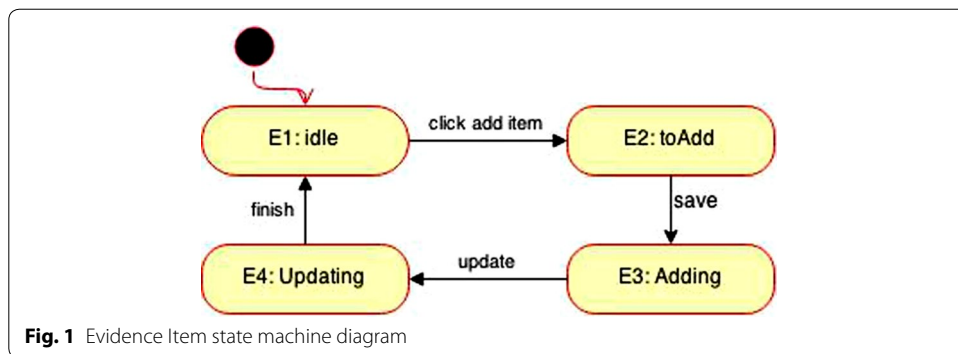 E1: idle
click add item
E2: toAdd
save
E3: Adding
update
E4: Updating
finish
Fig. 1 Evidence Item state machine diagram